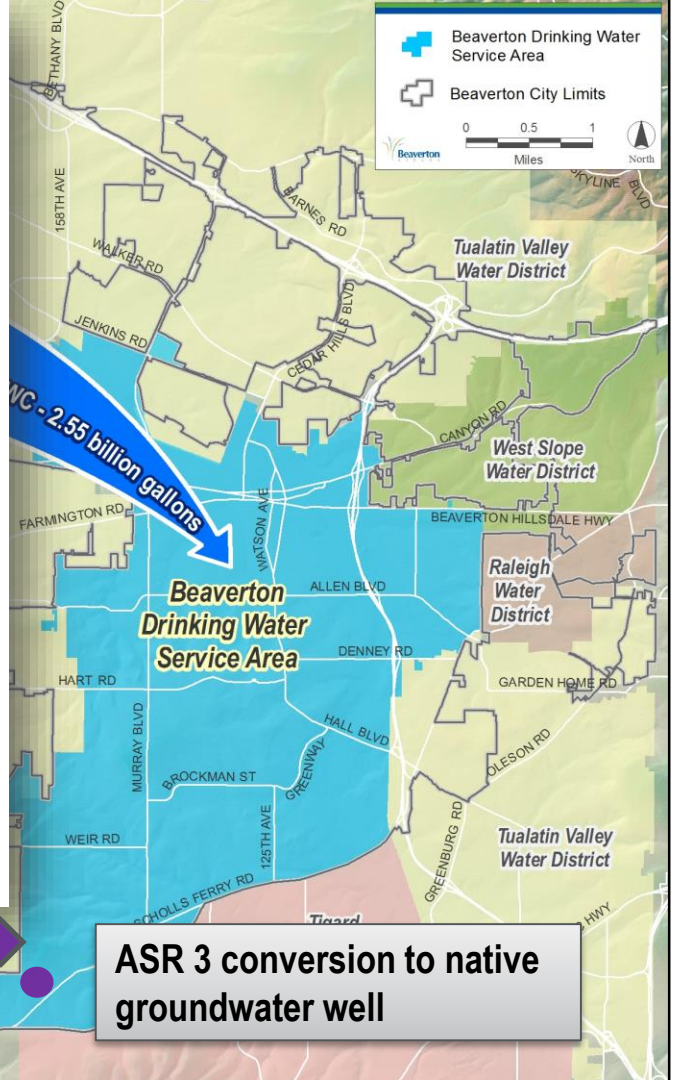 Beaverton Drinking Water
Service Area
Beaverton City Limits
0 0.5 1
Miles
Beaverton
North
BETHANY BLVD
SKYLINE BLVD
158TH AVE
BARNES RD
WALKER RD
Tualatin Valley
Water District
JENKINS RD
CEDAR HILLS BLVD
WC - 2.55 billion gallons
CANYON RD
West Slope
Water District
FARMINGTON RD
WATSON AVE
BEAVERTON HILLSDALE HWY
Raleigh
Water
District
ALLEN BLVD
Beaverton
Drinking Water
Service Area
DENNEY RD
HART RD
GARDEN HOME RD
MURRAY BLVD
HALL BLVD
OLESON RD
BROCKMAN ST
GREENWAY
125TH AVE
GREENBURG RD
WEIR RD
Tualatin Valley
Water District
SCHOLLS FERRY RD
HWY
Tigard
ASR 3 conversion to native
groundwater well